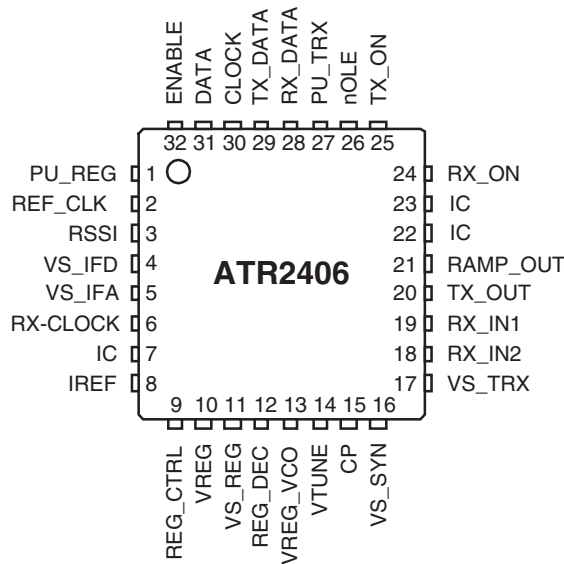 ENABLE
DATA
CLOCK
TX_DATA
RX_DATA
PU_TRX
nOLE
TX_ON
32 31 30 29 28 27 26 25
PU_REG 1
REF_CLK 2
RSSI 3
VS_IFD 4
VS_IFA 5
RX-CLOCK 6
IC 7
IREF 8
ATR2406
24 RX_ON
23 IC
22 IC
21 RAMP_OUT
20 TX_OUT
19 RX_IN1
18 RX_IN2
17 VS_TRX
9 10 11 12 13 14 15 16
REG_CTRL
VREG
VS_REG
REG_DEC
VREG_VCO
VTUNE
CP
VS_SYN